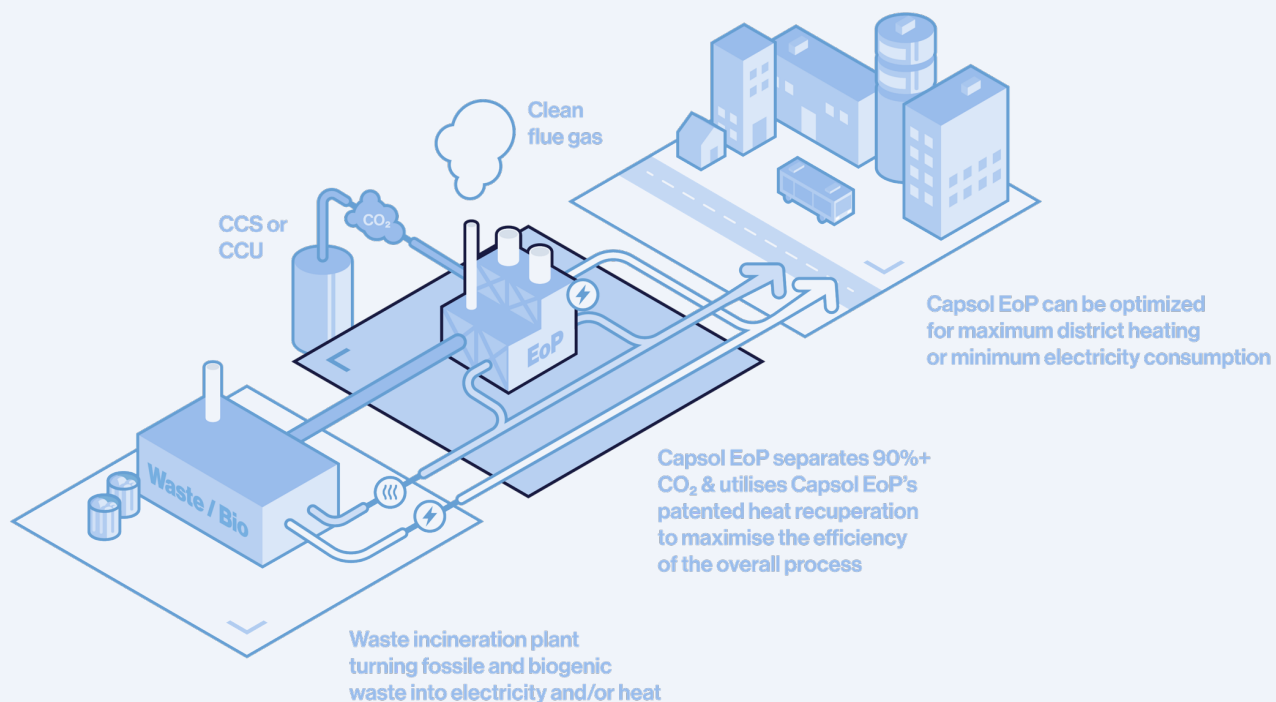 Clean
flue gas
CO₂
CCS or
CCU
EoP
Capsol EoP can be optimized
for maximum district heating
or minimum electricity consumption
Waste / Bio
Capsol EoP separates 90%+
CO₂ & utilises Capsol EoP's
patented heat recuperation
to maximise the efficiency
of the overall process
Waste incineration plant
turning fossile and biogenic
waste into electricity and/or heat